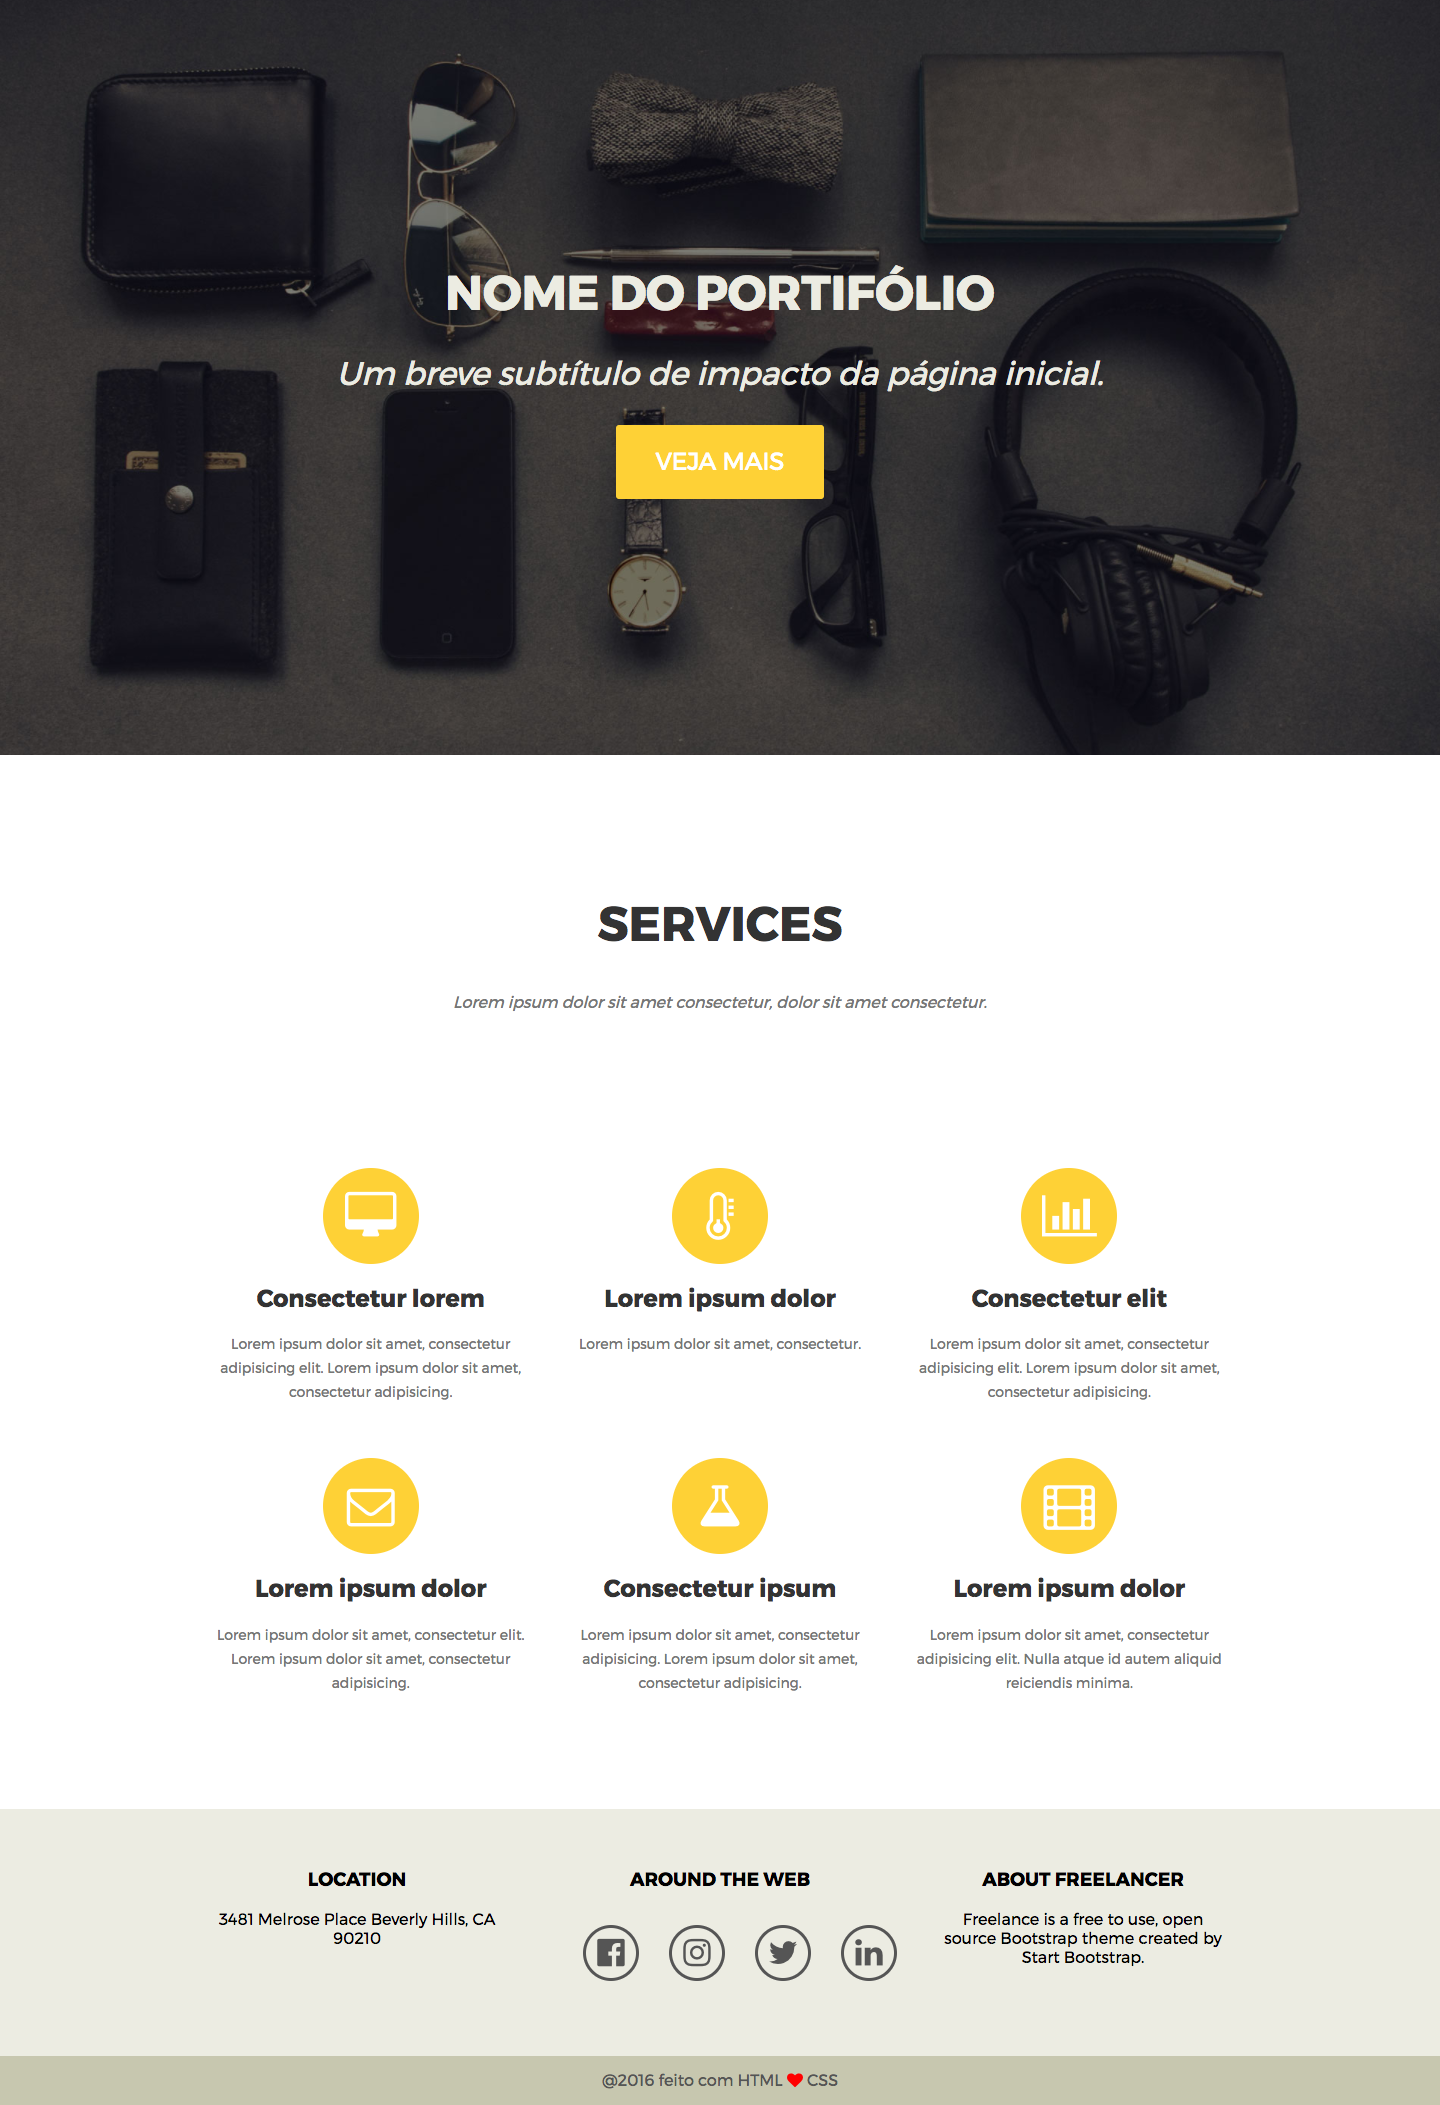 NOME DO PORTIFÓLIO
Um breve subtítulo de impacto da página inicial.
VEJA MAIS
SERVICES
Lorem ipsum dolor sit amet consectetur, dolor sit amet consectetur.
Consectetur lorem
Lorem ipsum dolor sit amet, consectetur
adipisicing elit. Lorem ipsum dolor sit amet,
consectetur adipisicing.
Lorem ipsum dolor
Lorem ipsum dolor sit amet, consectetur.
Consectetur elit
Lorem ipsum dolor sit amet, consectetur
adipisicing elit. Lorem ipsum dolor sit amet,
consectetur adipisicing.
Lorem ipsum dolor
Lorem ipsum dolor sit amet, consectetur elit.
Lorem ipsum dolor sit amet, consectetur
adipisicing.
Consectetur ipsum
Lorem ipsum dolor sit amet, consectetur
adipisicing. Lorem ipsum dolor sit amet,
consectetur adipisicing.
Lorem ipsum dolor
Lorem ipsum dolor sit amet, consectetur
adipisicing elit. Nulla atque id autem aliquid
reiciendis minima.
LOCATION
3481 Melrose Place Beverly Hills, CA
90210
AROUND THE WEB
ABOUT FREELANCER
Freelance is a free to use, open
source Bootstrap theme created by
Start Bootstrap.
@2016 feito com HTML ❤ CSS